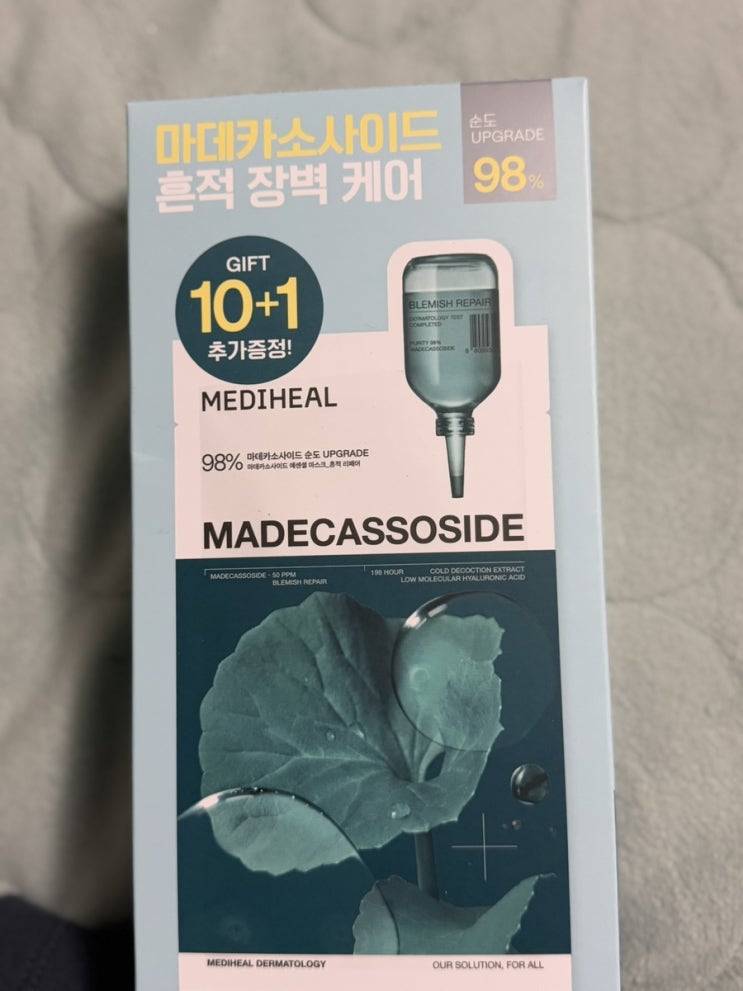 마데카소사이드
흔적 장벽 케어
순도
UPGRADE
98%
GIFT
10+1
추가증정!
BLEMISH REPAIR
DERMATOLOGY TEST
COMPLETED
PURITY 98%
MADECASSOSIDE
MEDIHEAL
98% 마데카소사이드 순도 UPGRADE
마데카소사이드 에센셜 마스크_흔적 리페어
MADECASSOSIDE
MADECASSOSIDE - 50 PPM
BLEMISH REPAIR
196 HOUR
COLD DECOCTION EXTRACT
LOW MOLECULAR HYALURONIC ACID
MEDIHEAL DERMATOLOGY
OUR SOLUTION, FOR ALL